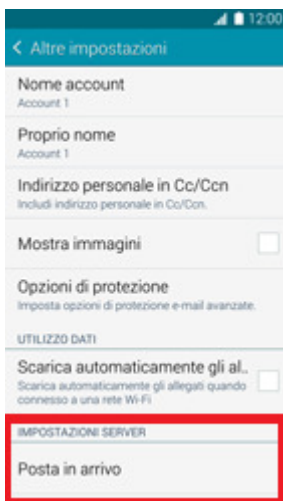 12:00
Altre impostazioni
Nome account
Account 1
Proprio nome
Account 1
Indirizzo personale in Cc/Ccn
Includi indirizzo personale in Cc/Ccn.
Mostra immagini
Opzioni di protezione
Imposta opzioni di protezione e-mail avanzate.
UTILIZZO DATI
Scarica automaticamente gli al..
Scarica automaticamente gli allegati quando
connesso a una rete Wi-Fi
IMPOSTAZIONI SERVER
Posta in arrivo